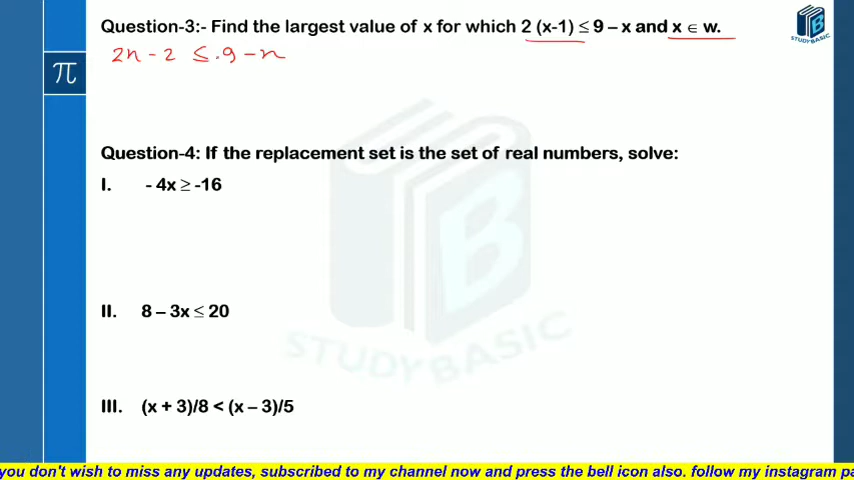 Question-3:- Find the largest value of x for which 2 (x-1) ≤ 9 – x and x ∈ w.
2x - 2 ≤ .9 - x
π
STUDYBASIC
Question-4: If the replacement set is the set of real numbers, solve:
I. - 4x ≥ -16
II. 8 – 3x ≤ 20
STUDYBASIC
III. (x + 3)/8 < (x – 3)/5
you don't wish to miss any updates, subscribed to my channel now and press the bell icon also. follow my instagram pa